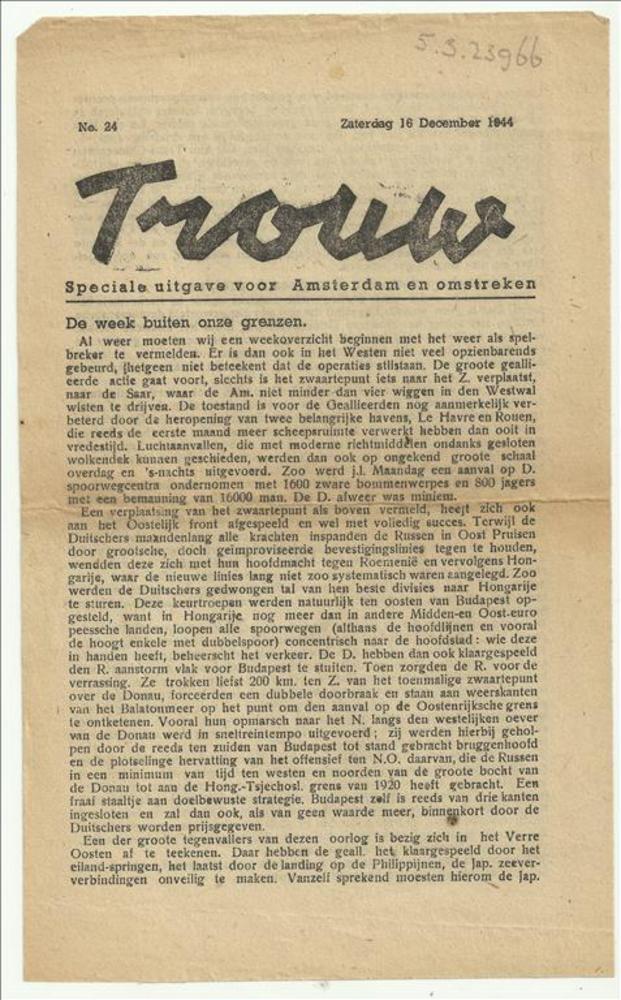 5.3.23966
No. 24
Zaterdag 16 December 1944
Trouw
Speciale uitgave voor Amsterdam en omstreken
De week buiten onze grenzen.
Al weer moeten wij een weekoverzicht beginnen met het weer als spel-
breker te vermelden. Er is dan ook in het Westen niet veel opzienbarends
gebeurd, (hetgeen niet beteekent dat de operaties stilstaan. De groote gealli-
eerde actie gaat voort, slechts is het zwaartepunt iets naar het Z. verplaatst,
naar de Saar, waar de Am. niet minder dan vier wiggen in den Westwal
wisten te drijven. De toestand is voor de Geallieerden nog aanmerkelijk ver-
beterd door de heropening van twee belangrijke havens, Le Havre en Rouen,
die reeds de eerste maand meer scheepsruimte verwerkt hebben dan ooit in
vredestijd. Luchtaanvallen, die met moderne richtmiddelen ondanks gesloten
wolkendek kunnen geschieden, werden dan ook op ongekend groote schaal
overdag en 's-nachts uitgevoerd. Zoo werd j.l. Maandag een aanval op D.
spoorwegcentra ondernomen met 1600 zware bommenwerpes en 800 jagers
met een bemanning van 16000 man. De D. afweer was miniem.
Een verplaatsing van het zwaartepunt als boven vermeld, heeft zich ook
aan het Oostelijk front afgespeeld en wel met volledig succes. Terwijl de
Duitschers maandenlang alle krachten inspanden de Russen in Oost Pruisen
door grootsche, doch geimproviseerde bevestigingslinies tegen te houden,
wendden deze zich met hun hoofdmacht tegen Roemenië en vervolgens Hon-
garije, waar de nieuwe linies lang niet zoo systematisch waren aangelegd. Zoo
werden de Duitschers gedwongen tal van hen beste divisies naar Hongarije
te sturen. Deze keurtroepen werden natuurlijk ten oosten van Budapest op-
gesteld, want in Hongarije nog meer dan in andere Midden-en Oost-euro
peessche landen, loopen alle spoorwegen (althans de hoofdlijnen en vooral
de hoogt enkele met dubbelspoor) concentrisch naar de hoofdstad : wie deze
in handen heeft, beheerscht het verkeer. De D. hebben dan ook klaargespeeld
den R. aanstorm vlak voor Budapest te stuiten. Toen zorgden de R. voor de
verrassing. Ze trokken liefst 200 km. ten Z. van het toenmalige zwaartepunt
over de Donau, forceerden een dubbele doorbraak en staan aan weerskanten
van het Balatonmeer op het punt om den aanval op de Oostenrijksche grens
te ontketenen. Vooral hun opmarsch naar het N. langs den westelijken oever
van de Donau werd in sneltreintempo uitgevoerd ; zij werden hierbij gehol-
pen door de reeds ten zuiden van Budapest tot stand gebracht bruggenhoofd
en de plotselinge hervatting van het offensief ten N.O. daarvan, die de Russen
in een minimum van tijd ten westen en noorden van de groote bocht van
de Donau tot aan de Hong.-Tsjechosl. grens van 1920 heeft gebracht. Een
fraai staaltje aan doelbewuste strategie. Budapest zelf is reeds van drie kanten
ingesloten en zal dan ook, als van geen waarde meer, binnenkort door de
Duitschers worden prijsgegeven.
Een der groote tegenvallers van dezen oorlog is bezig zich in het Verre
Oosten af te teekenen. Daar hebben de geall. het klaargespeeld door het
eiland-springen, het laatst door de landing op de Philippijnen, de Jap. zeever-
verbindingen onveilig te maken. Vanzelf sprekend moesten hierom de Jap.